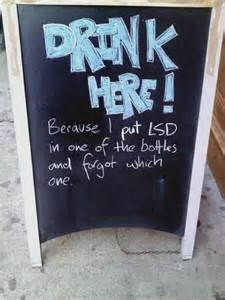 DRINK
HERE!
Because I put LSD
in one of the bottles
and forgot which
one.